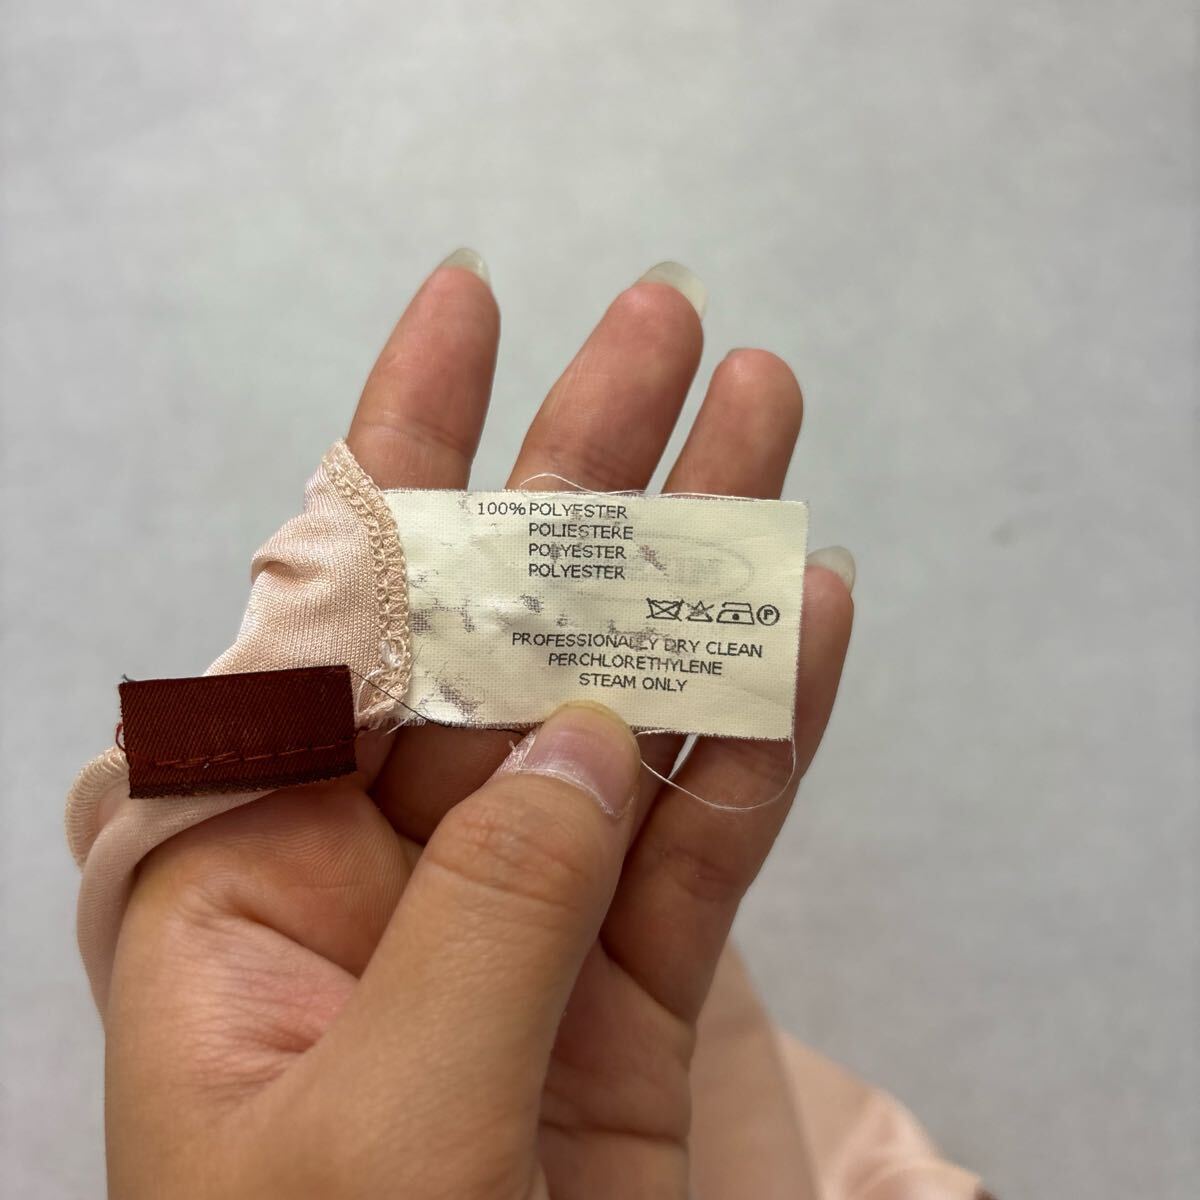 100% POLYESTER
POLIESTERE
POLYESTER
POLYESTER
P
PROFESSIONALLY DRY CLEAN
PERCHLORETHYLENE
STEAM ONLY